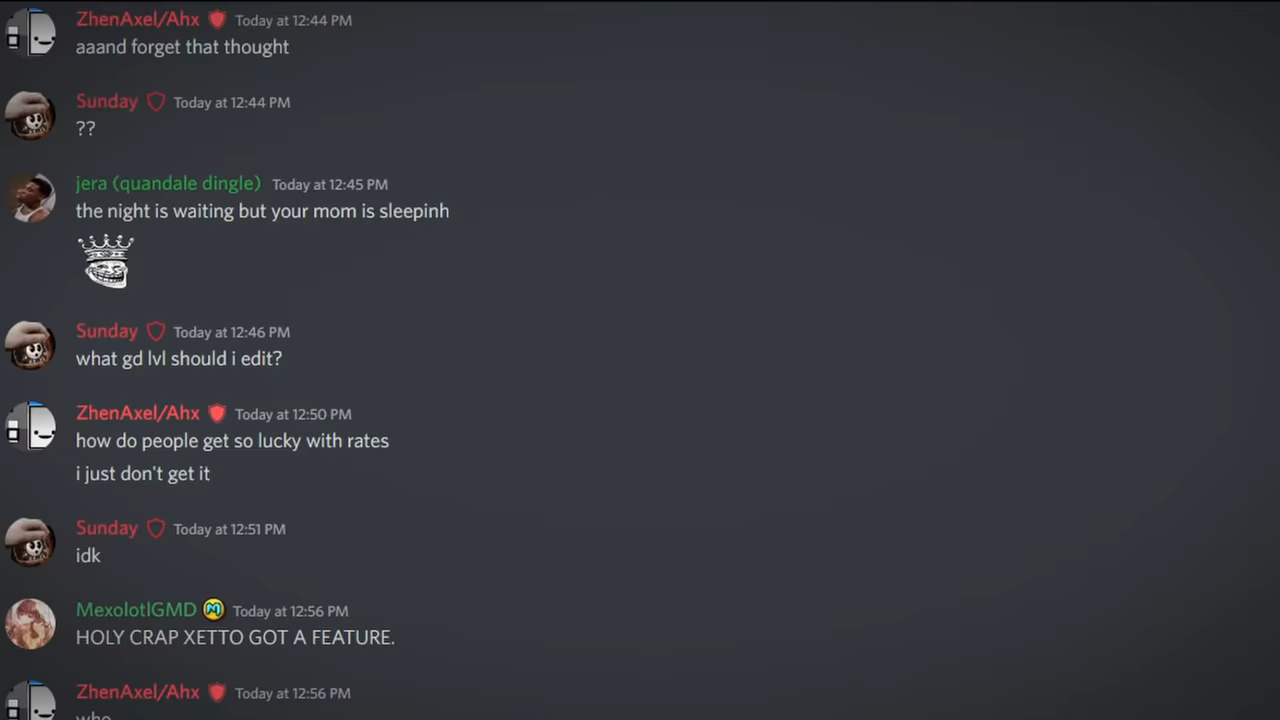 ZhenAxel/Ahx Today at 12:44 PM
aaand forget that thought
Sunday Today at 12:44 PM
??
jera (quandale dingle) Today at 12:45 PM
the night is waiting but your mom is sleepinh
Sunday Today at 12:46 PM
what gd lvl should i edit?
ZhenAxel/Ahx Today at 12:50 PM
how do people get so lucky with rates
i just don't get it
Sunday Today at 12:51 PM
idk
MexolotlGMD M Today at 12:56 PM
HOLY CRAP XETTO GOT A FEATURE.
ZhenAxel/Ahx Today at 12:56 PM
who